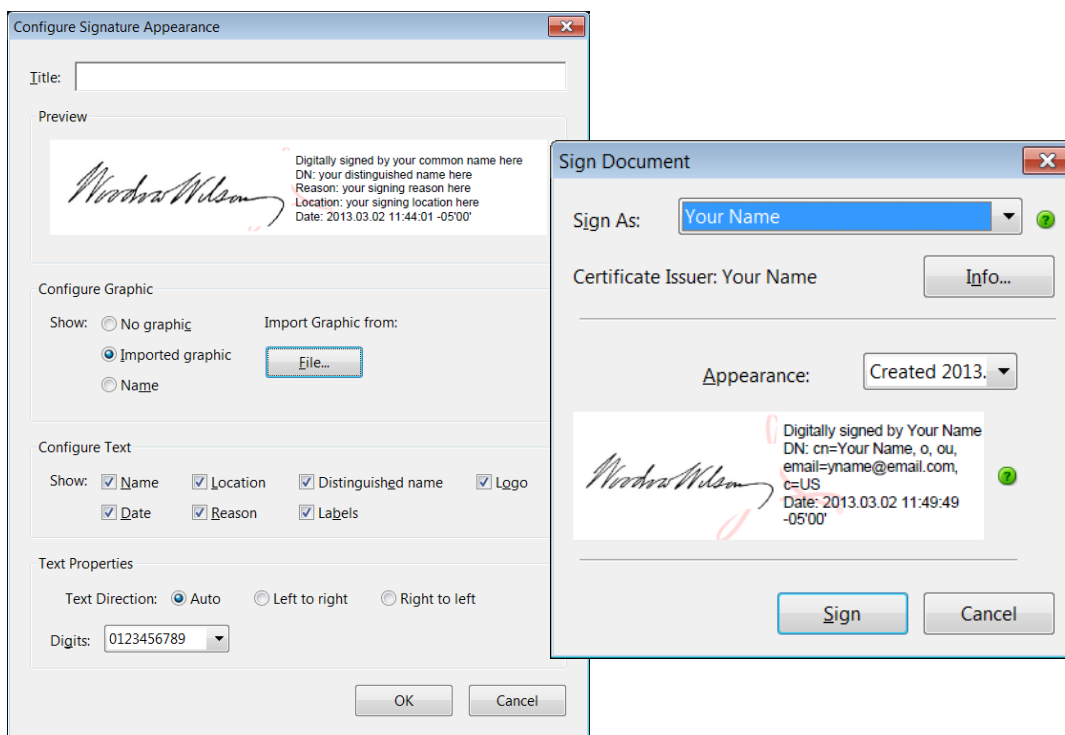 Configure Signature Appearance
Title:
Preview
Woodrow Wilson
Digitally signed by your common name here
DN: your distinguished name here
Reason: your signing reason here
Location: your signing location here
Date: 2013.03.02 11:44:01 -05'00'
Configure Graphic
Show: No graphic
Import Graphic from:
Imported graphic
File...
Name
Configure Text
Show: Name Location Distinguished name Logo
Date Reason Labels
Text Properties
Text Direction: Auto Left to right Right to left
Digits: 0123456789
OK Cancel
Sign Document
Sign As: Your Name
Certificate Issuer: Your Name Info...
Appearance: Created 2013.
Woodrow Wilson
Digitally signed by Your Name
DN: cn=Your Name, o, ou,
email=yname@email.com,
c=US
Date: 2013.03.02 11:49:49
-05'00'
Sign Cancel